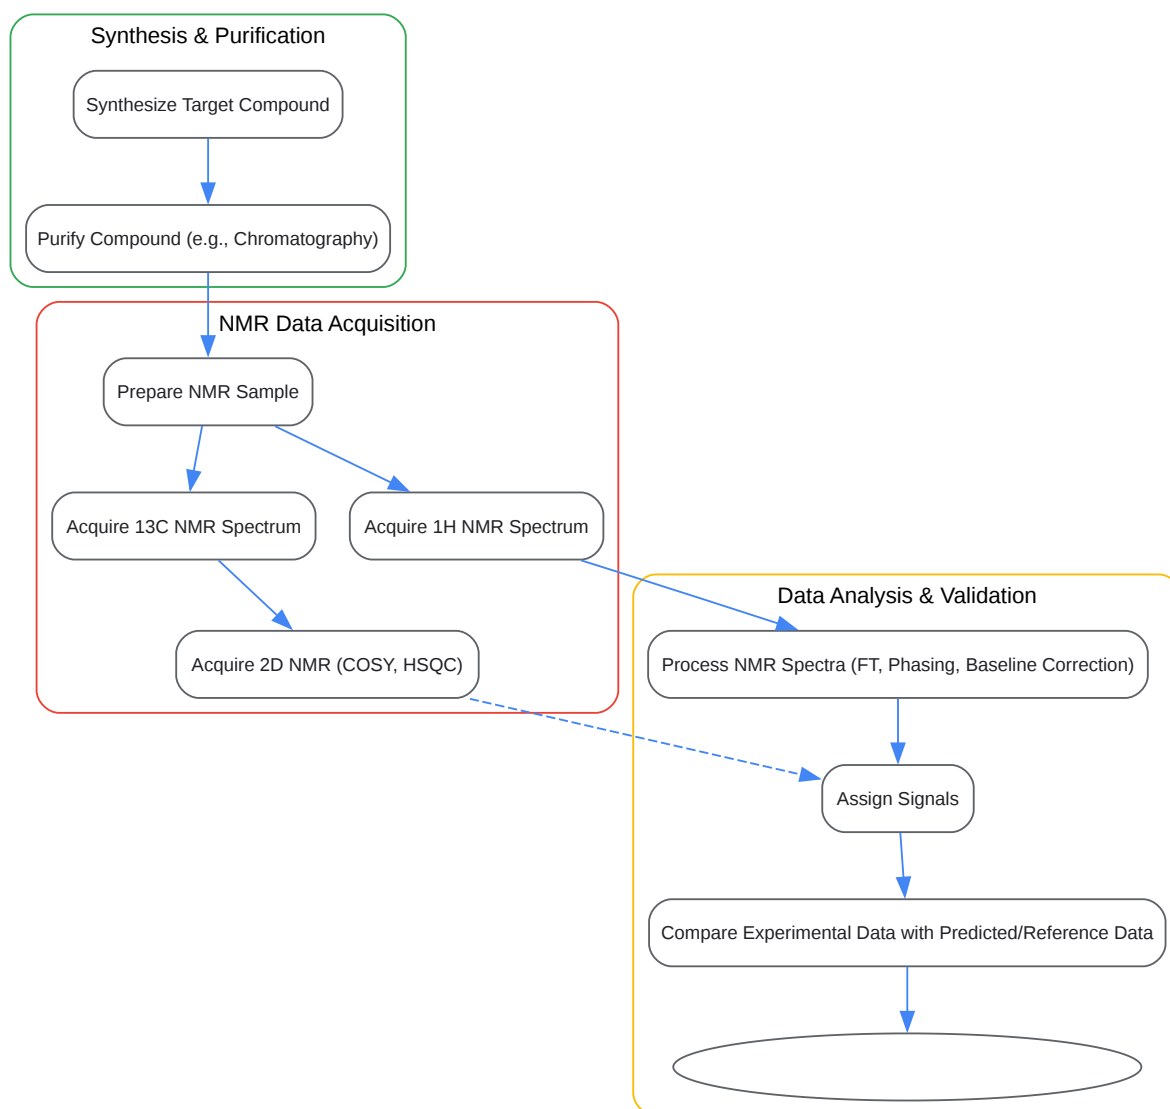 Synthesis & Purification
Synthesize Target Compound
Purify Compound (e.g., Chromatography)
NMR Data Acquisition
Prepare NMR Sample
Acquire 13C NMR Spectrum
Acquire 1H NMR Spectrum
Acquire 2D NMR (COSY, HSQC)
Data Analysis & Validation
Process NMR Spectra (FT, Phasing, Baseline Correction)
Assign Signals
Compare Experimental Data with Predicted/Reference Data